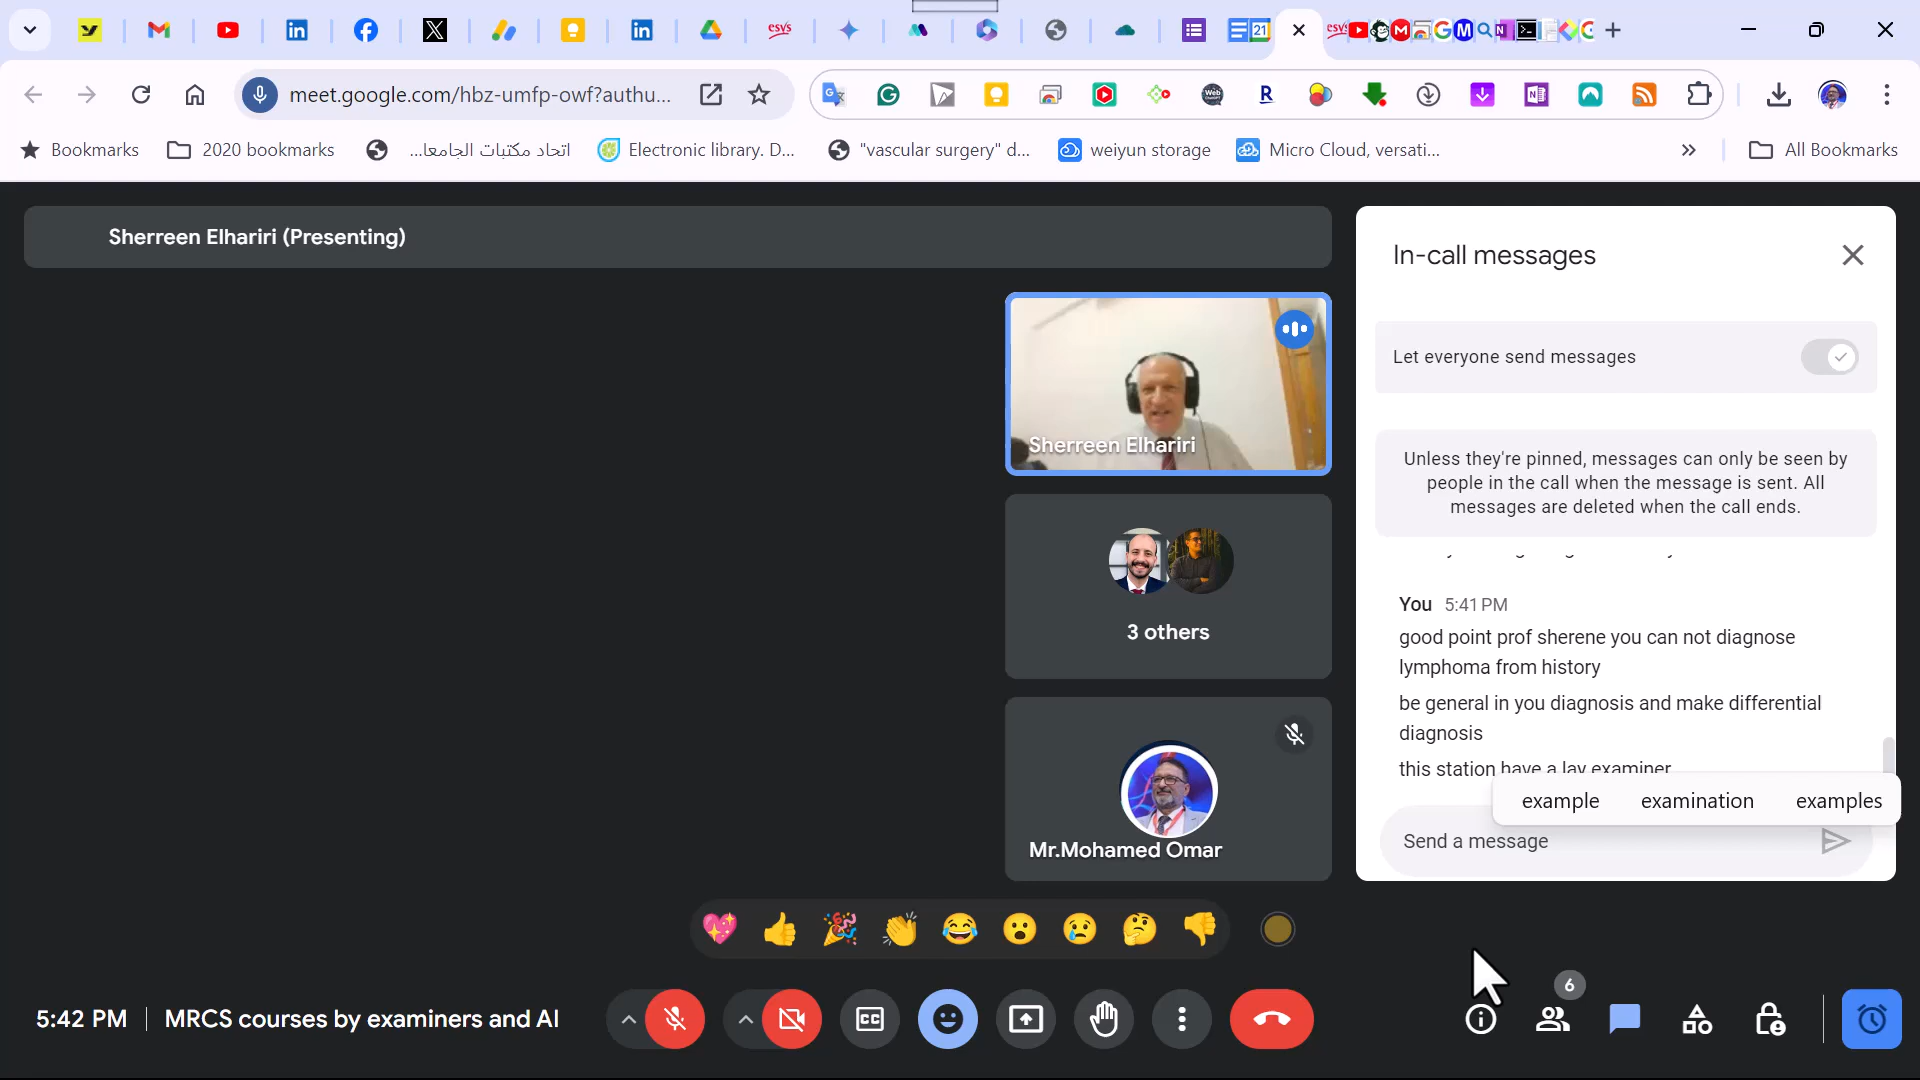 esys
21
esys
meet.google.com/hbz-umfp-owf?authu...
Bookmarks
2020 bookmarks
اتحاد مكتبات الجامعا...
Electronic library. D...
"vascular surgery" d...
weiyun storage
Micro Cloud, versati...
All Bookmarks
Sherreen Elhariri (Presenting)
Sherreen Elhariri
3 others
Mr.Mohamed Omar
In-call messages
Let everyone send messages
Unless they're pinned, messages can only be seen by
people in the call when the message is sent. All
messages are deleted when the call ends.
You 5:41 PM
good point prof sherene you can not diagnose
lymphoma from history
be general in you diagnosis and make differential
diagnosis
this station have a lay examiner
example examination examples
Send a message
6
5:42 PM
MRCS courses by examiners and AI
CC